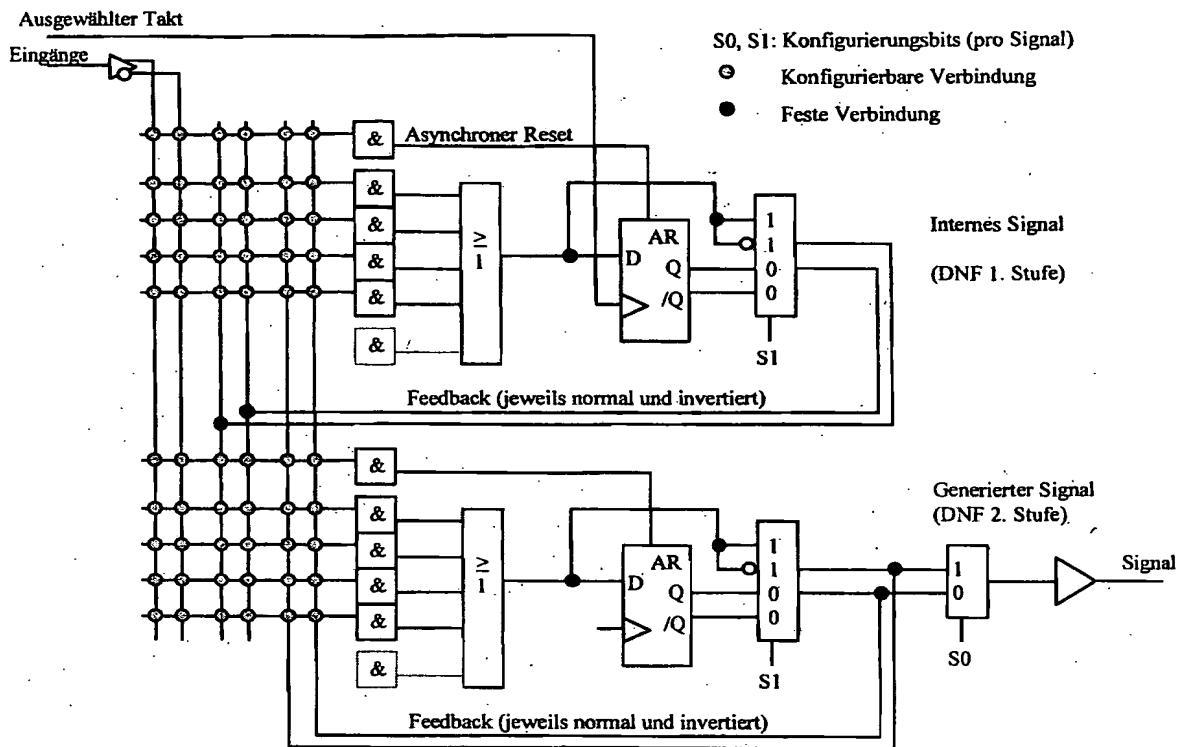 Ausgewählter Takt
Eingänge
S0, S1: Konfigurierungsbits (pro Signal)
Konfigurierbare Verbindung
Feste Verbindung
&
Asynchroner Reset
&
&
&
&
&
≥
1
AR
D
Q
/Q
1
1
0
0
S1
Internes Signal
(DNF 1. Stufe)
Feedback (jeweils normal und invertiert)
&
&
&
&
&
&
≥
1
AR
D
Q
/Q
1
1
0
0
S1
Generierter Signal
(DNF 2. Stufe)
1
0
S0
Signal
Feedback (jeweils normal und invertiert)